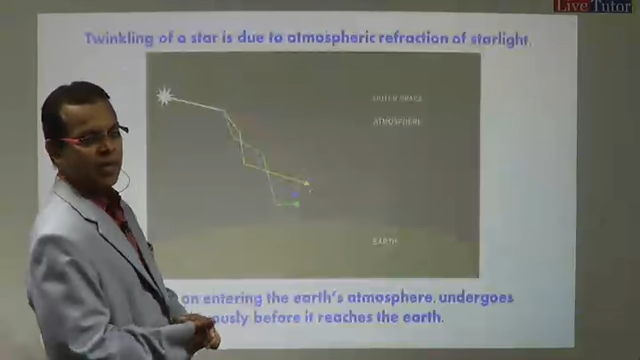 Live Tutor
Twinkling of a star is due to atmospheric refraction of starlight.
OUTER SPACE
ATMOSPHERE
EARTH
on entering the earth's atmosphere, undergoes
before it reaches the earth.